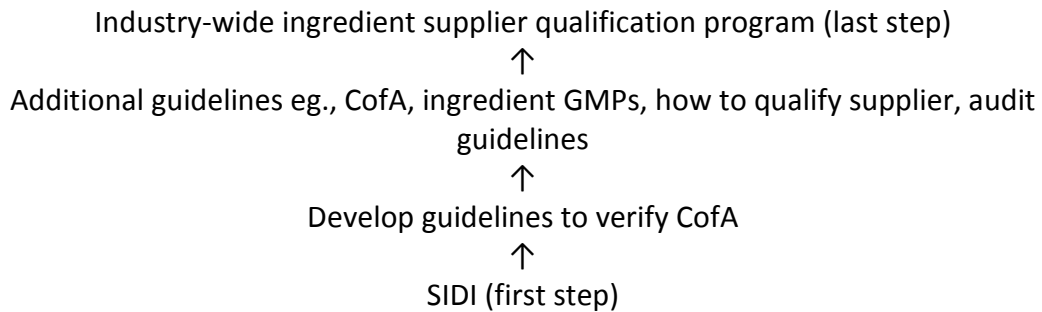 Industry-wide ingredient supplier qualification program (last step)
↑
Additional guidelines eg., CofA, ingredient GMPs, how to qualify supplier, audit
guidelines
↑
Develop guidelines to verify CofA
↑
SIDI (first step)